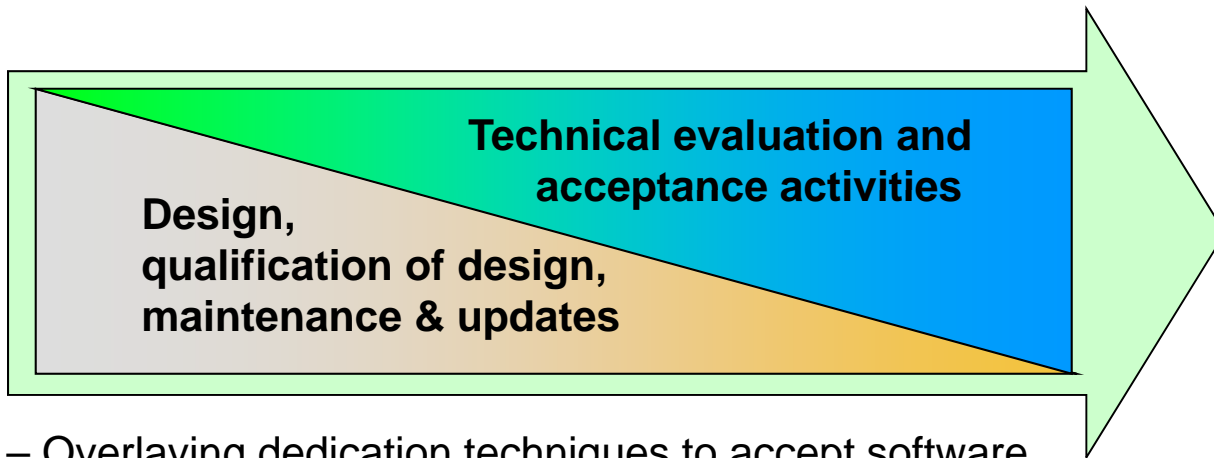 Technical evaluation and
acceptance activities
Design,
qualification of design,
maintenance & updates
– Overlaying dedication techniques to accept software